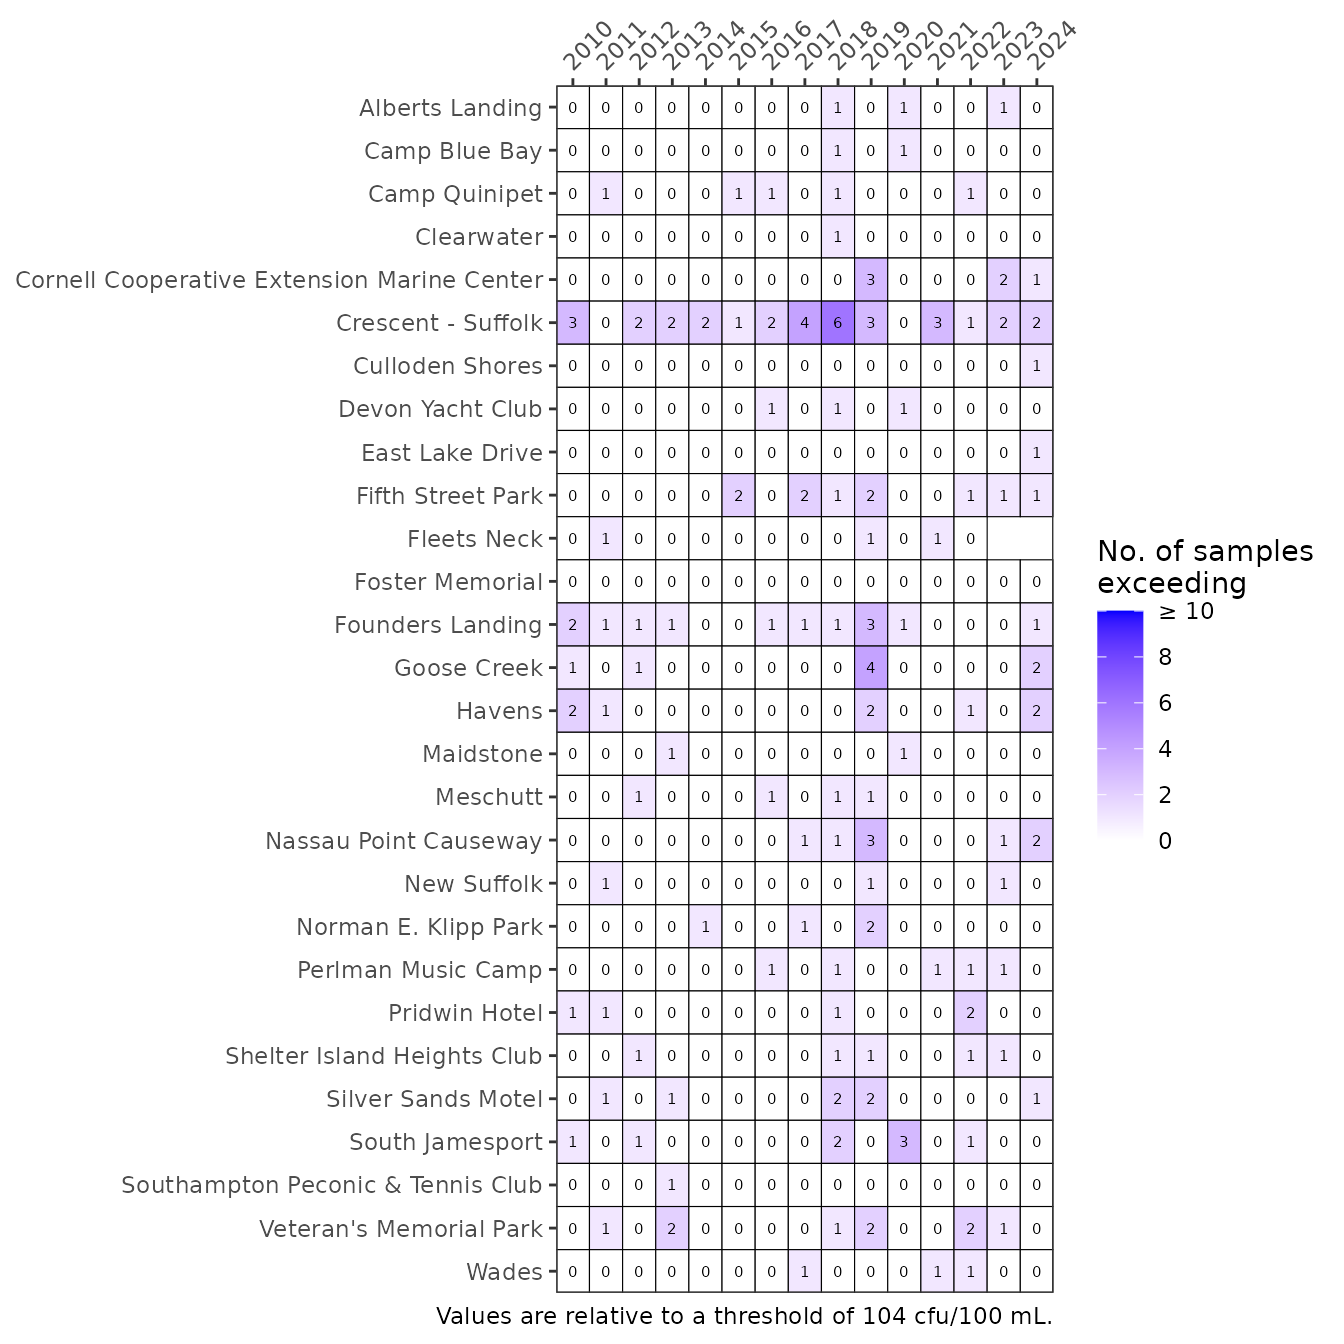 2010 2011 2012 2013 2014 2015 2016 2017 2018 2019 2020 2021 2022 2023 2024
Alberts Landing 0 0 0 0 0 0 0 0 1 0 1 0 0 1 0
Camp Blue Bay 0 0 0 0 0 0 0 0 1 0 1 0 0 0 0
Camp Quinipet 0 1 0 0 0 1 1 0 1 0 0 0 1 0 0
Clearwater 0 0 0 0 0 0 0 0 1 0 0 0 0 0 0
Cornell Cooperative Extension Marine Center 0 0 0 0 0 0 0 0 0 3 0 0 0 2 1
Crescent - Suffolk 3 0 2 2 2 1 2 4 6 3 0 3 1 2 2
Culloden Shores 0 0 0 0 0 0 0 0 0 0 0 0 0 0 1
Devon Yacht Club 0 0 0 0 0 0 1 0 1 0 1 0 0 0 0
East Lake Drive 0 0 0 0 0 0 0 0 0 0 0 0 0 0 1
Fifth Street Park 0 0 0 0 0 2 0 2 1 2 0 0 1 1 1
Fleets Neck 0 1 0 0 0 0 0 0 0 1 0 1 0
Foster Memorial 0 0 0 0 0 0 0 0 0 0 0 0 0 0 0
Founders Landing 2 1 1 1 0 0 1 1 1 3 1 0 0 0 1
Goose Creek 1 0 1 0 0 0 0 0 0 4 0 0 0 0 2
Havens 2 1 0 0 0 0 0 0 0 2 0 0 1 0 2
Maidstone 0 0 0 1 0 0 0 0 0 0 1 0 0 0 0
Meschutt 0 0 1 0 0 0 1 0 1 1 0 0 0 0 0
Nassau Point Causeway 0 0 0 0 0 0 0 1 1 3 0 0 0 1 2
New Suffolk 0 1 0 0 0 0 0 0 0 1 0 0 0 1 0
Norman E. Klipp Park 0 0 0 0 1 0 0 1 0 2 0 0 0 0 0
Perlman Music Camp 0 0 0 0 0 0 1 0 1 0 0 1 1 1 0
Pridwin Hotel 1 1 0 0 0 0 0 0 1 0 0 0 2 0 0
Shelter Island Heights Club 0 0 1 0 0 0 0 0 1 1 0 0 1 1 0
Silver Sands Motel 0 1 0 1 0 0 0 0 2 2 0 0 0 0 1
South Jamesport 1 0 1 0 0 0 0 0 2 0 3 0 1 0 0
Southampton Peconic & Tennis Club 0 0 0 1 0 0 0 0 0 0 0 0 0 0 0
Veteran's Memorial Park 0 1 0 2 0 0 0 0 1 2 0 0 2 1 0
Wades 0 0 0 0 0 0 0 1 0 0 0 1 1 0 0
Values are relative to a threshold of 104 cfu/100 mL.
No. of samples
exceeding
≥ 10
8
6
4
2
0